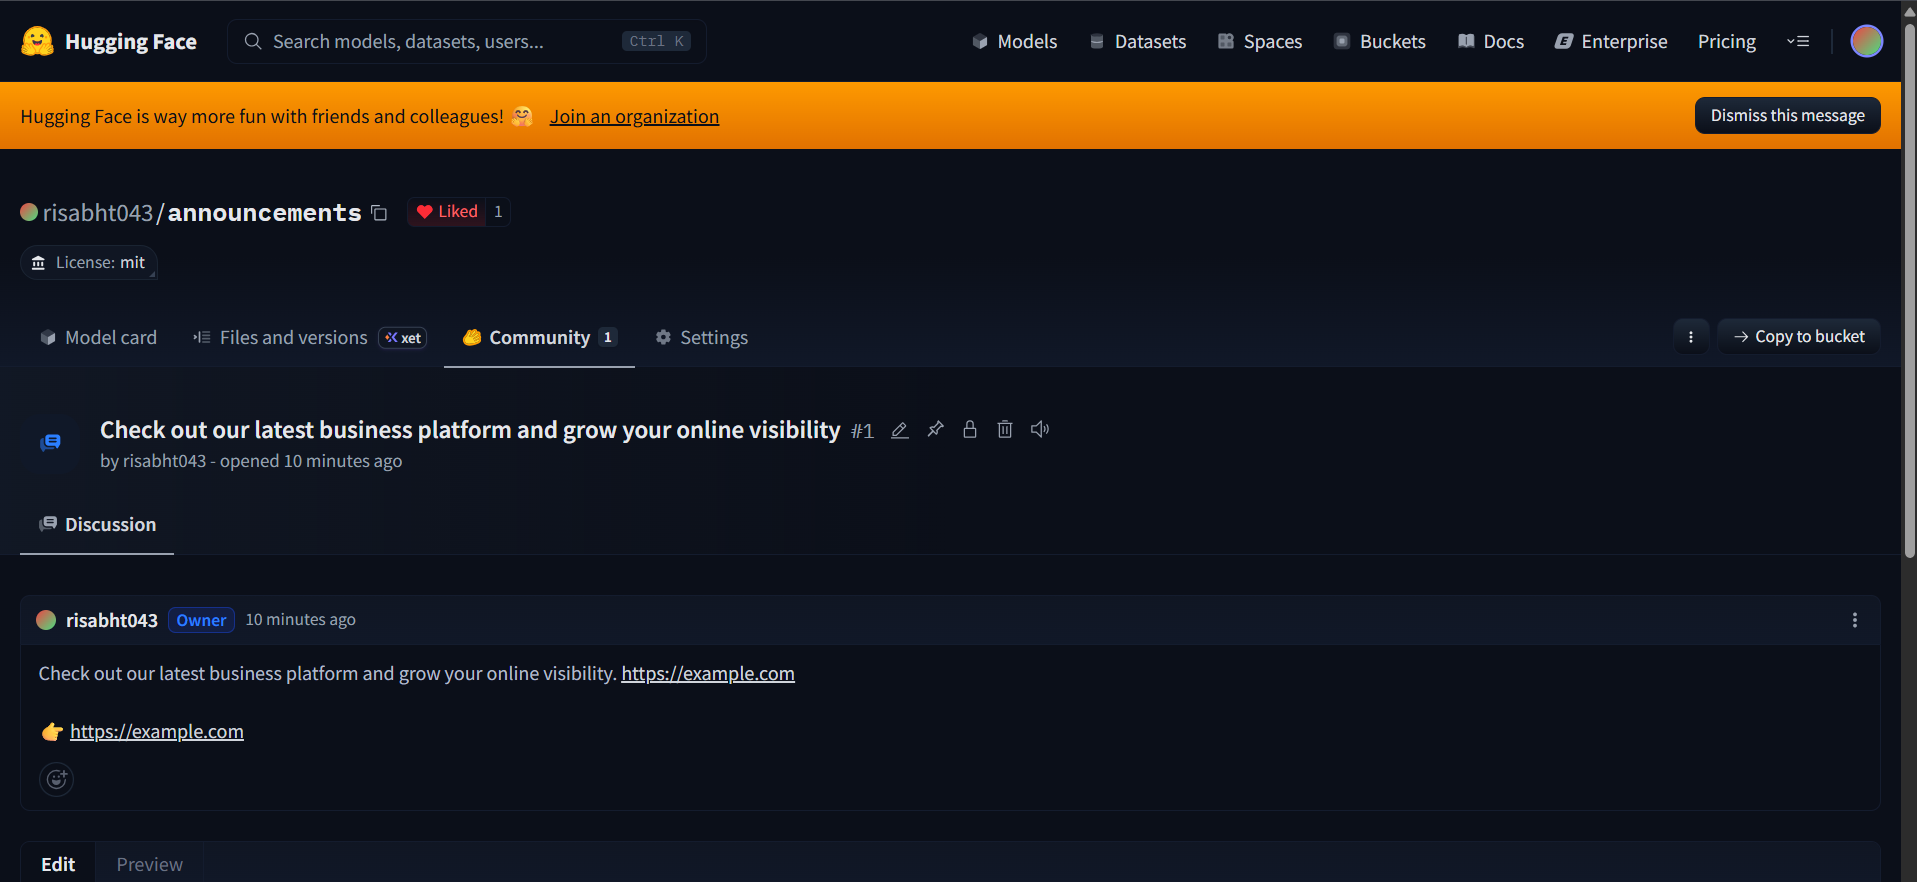 Hugging Face
Search models, datasets, users... Ctrl K
Models Datasets Spaces Buckets Docs Enterprise Pricing
Hugging Face is way more fun with friends and colleagues! 🤗 Join an organization
Dismiss this message
risabht043/announcements
Liked 1
License: mit
Model card Files and versions xet Community 1 Settings
Copy to bucket
Check out our latest business platform and grow your online visibility #1
by risabht043 - opened 10 minutes ago
Discussion
risabht043 Owner 10 minutes ago
Check out our latest business platform and grow your online visibility. https://example.com
👉 https://example.com
Edit Preview